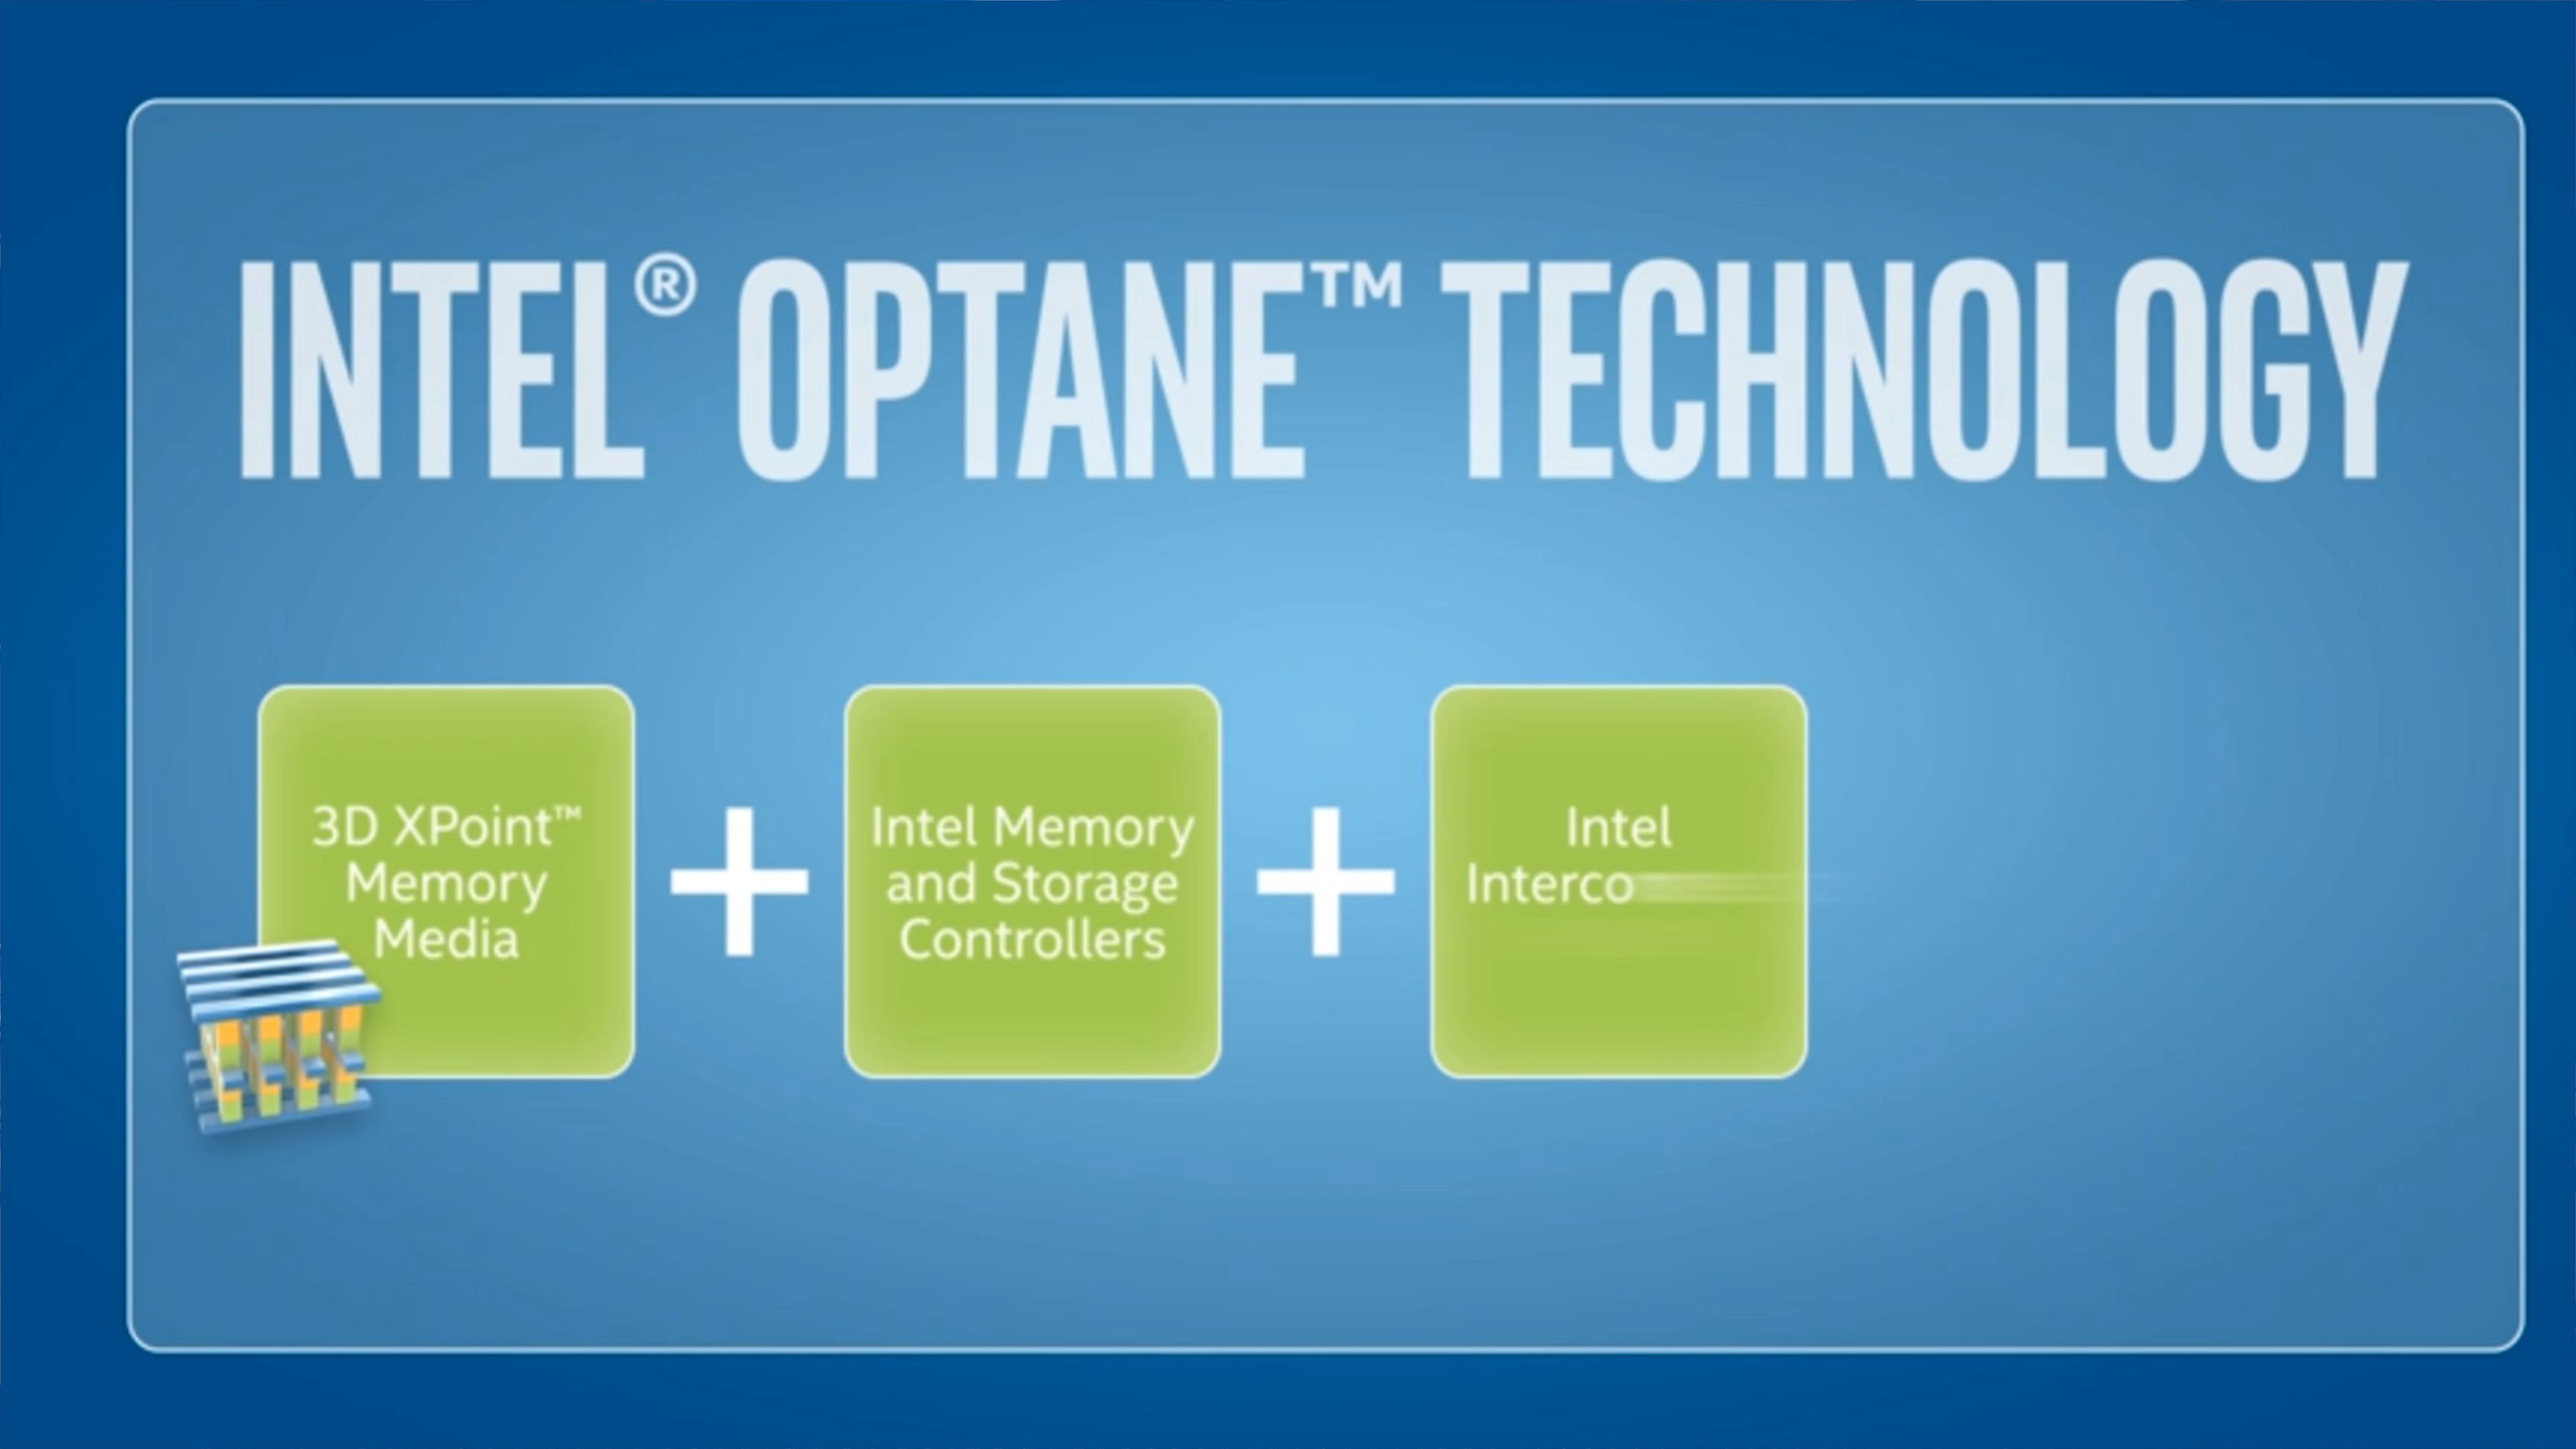 INTEL® OPTANE™ TECHNOLOGY
3D XPoint™
Memory
Media
+
Intel Memory
and Storage
Controllers
+
Intel
Interco